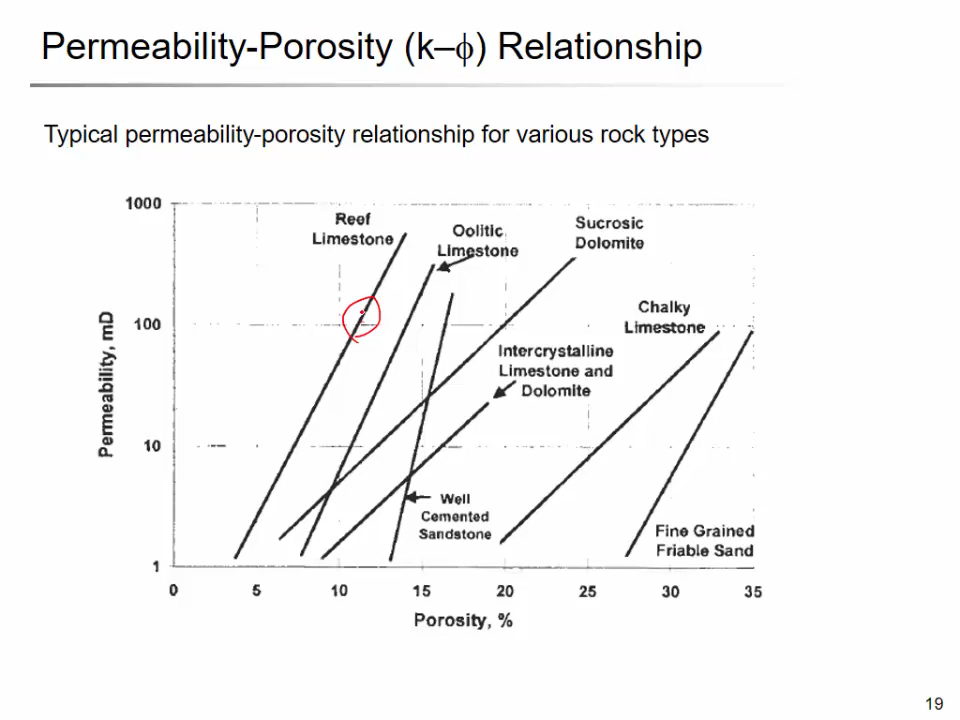 Permeability-Porosity (k–ϕ) Relationship
Typical permeability-porosity relationship for various rock types
1000
100
10
1
Permeability, mD
Reef
Limestone
Oolitic
Limestone
Sucrosic
Dolomite
Chalky
Limestone
Intercrystalline
Limestone and
Dolomite
Well
Cemented
Sandstone
Fine Grained
Friable Sand
0 5 10 15 20 25 30 35
Porosity, %
19